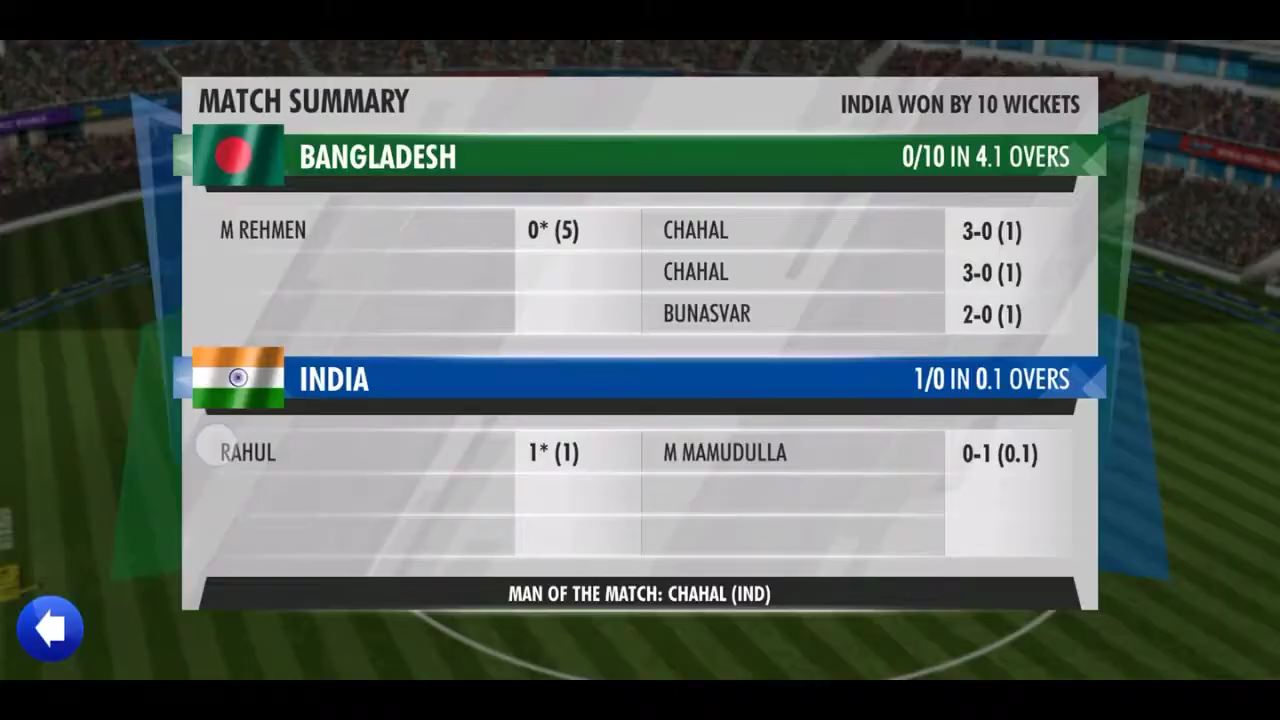 MATCH SUMMARY INDIA WON BY 10 WICKETS
BANGLADESH 0/10 IN 4.1 OVERS
M REHMEN 0* (5) CHAHAL 3-0 (1)
CHAHAL 3-0 (1)
BUNASVAR 2-0 (1)
INDIA 1/0 IN 0.1 OVERS
RAHUL 1* (1) M MAMUDULLA 0-1 (0.1)
MAN OF THE MATCH: CHAHAL (IND)